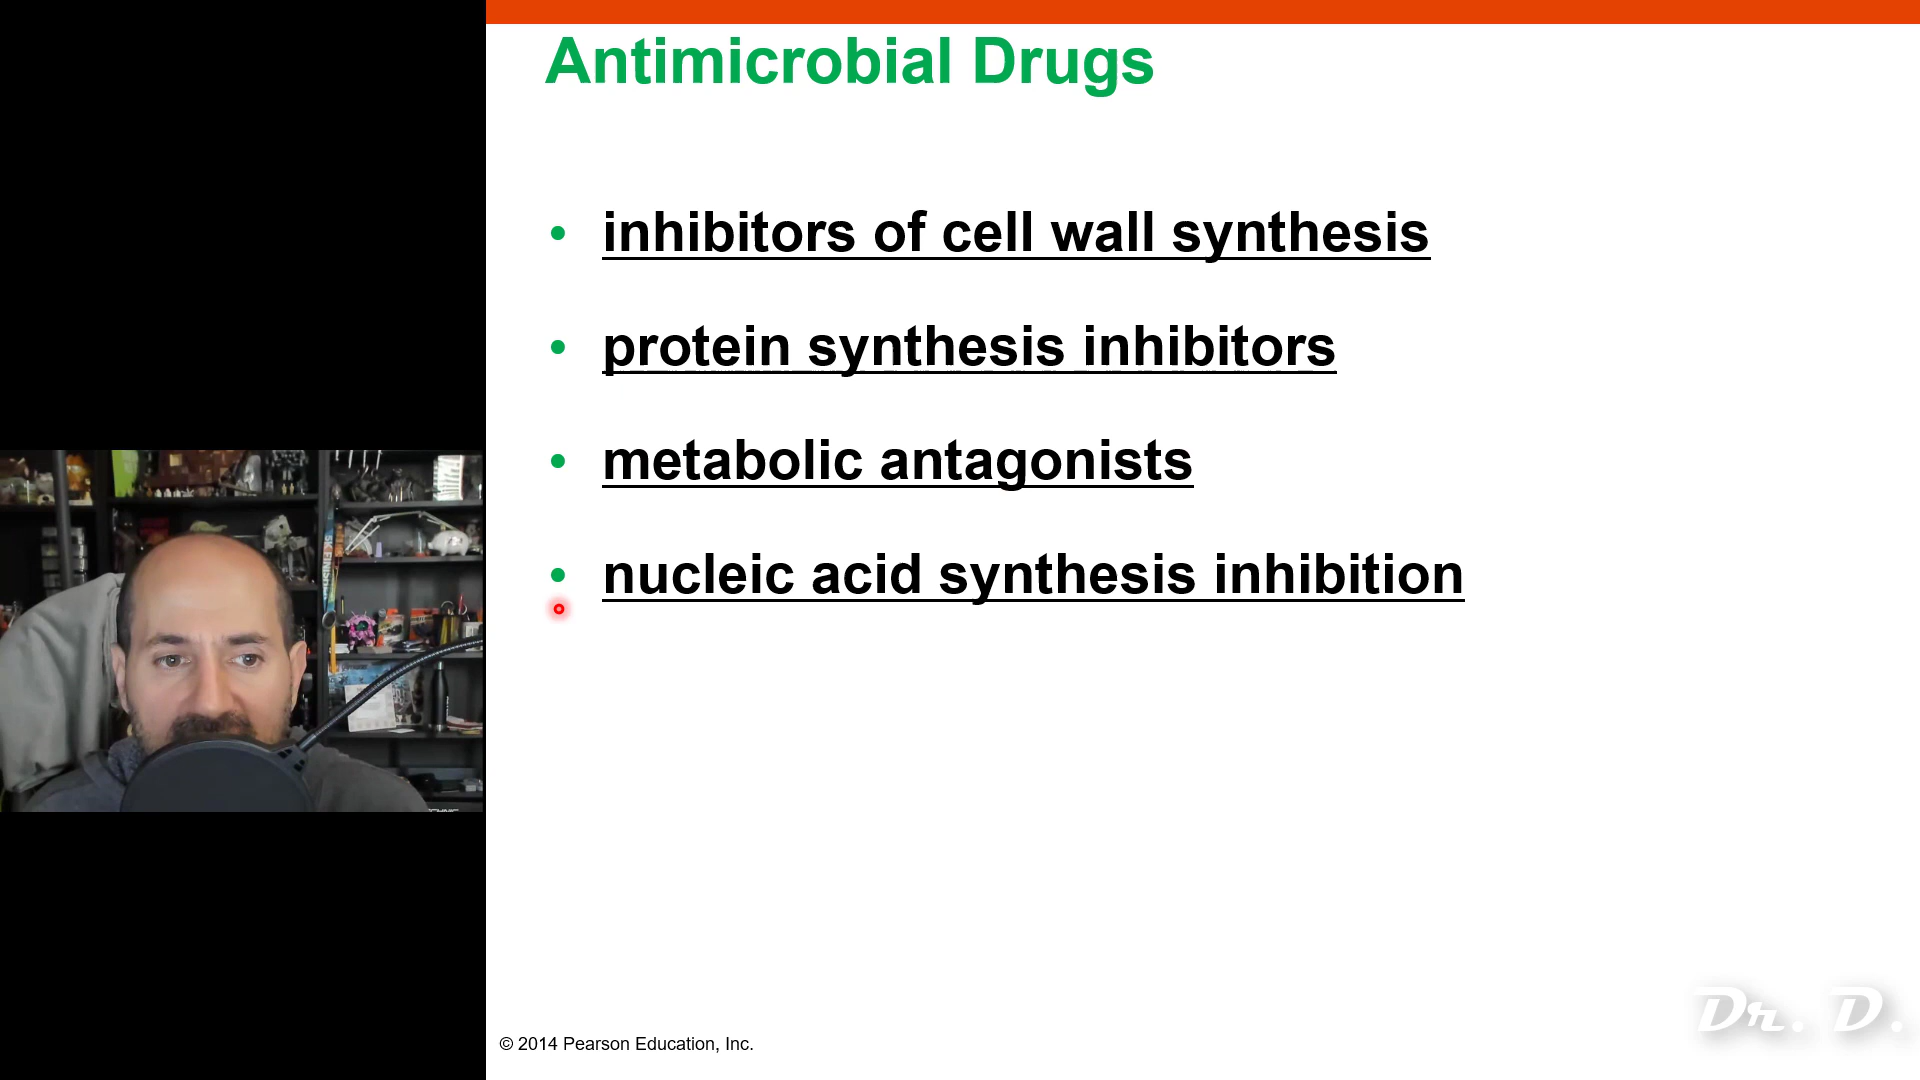 Antimicrobial Drugs
• inhibitors of cell wall synthesis
• protein synthesis inhibitors
• metabolic antagonists
• nucleic acid synthesis inhibition
© 2014 Pearson Education, Inc.
Dr. D.